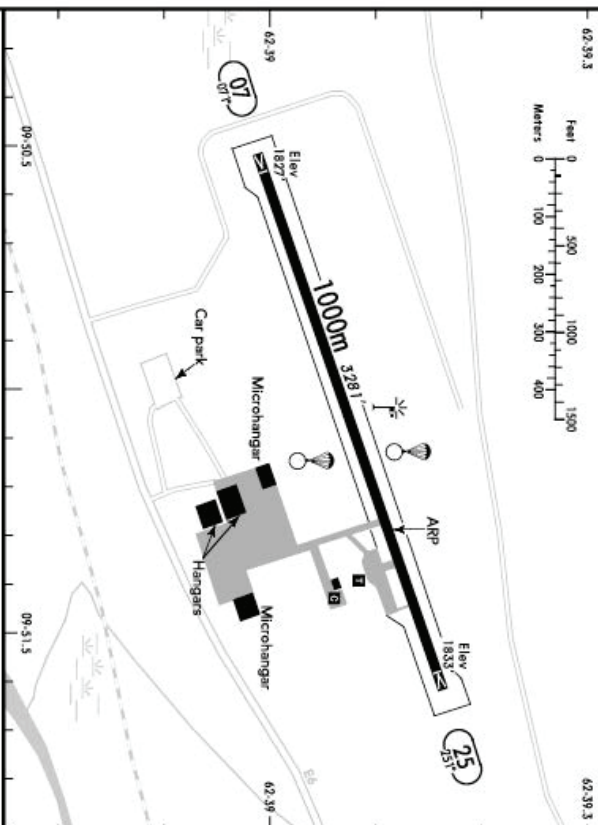 62-39.3
62-39.3
Feet 0 500 1000 1500
Meters 0 100 200 300 400
Elev
1833'
25
251°
ARP
1000m 3281'
T
C
Elev
1827'
62-39
62-39
07
071°
Microhangar
Microhangar
Car park
Hangars
E6
09-50.5
09-51.5